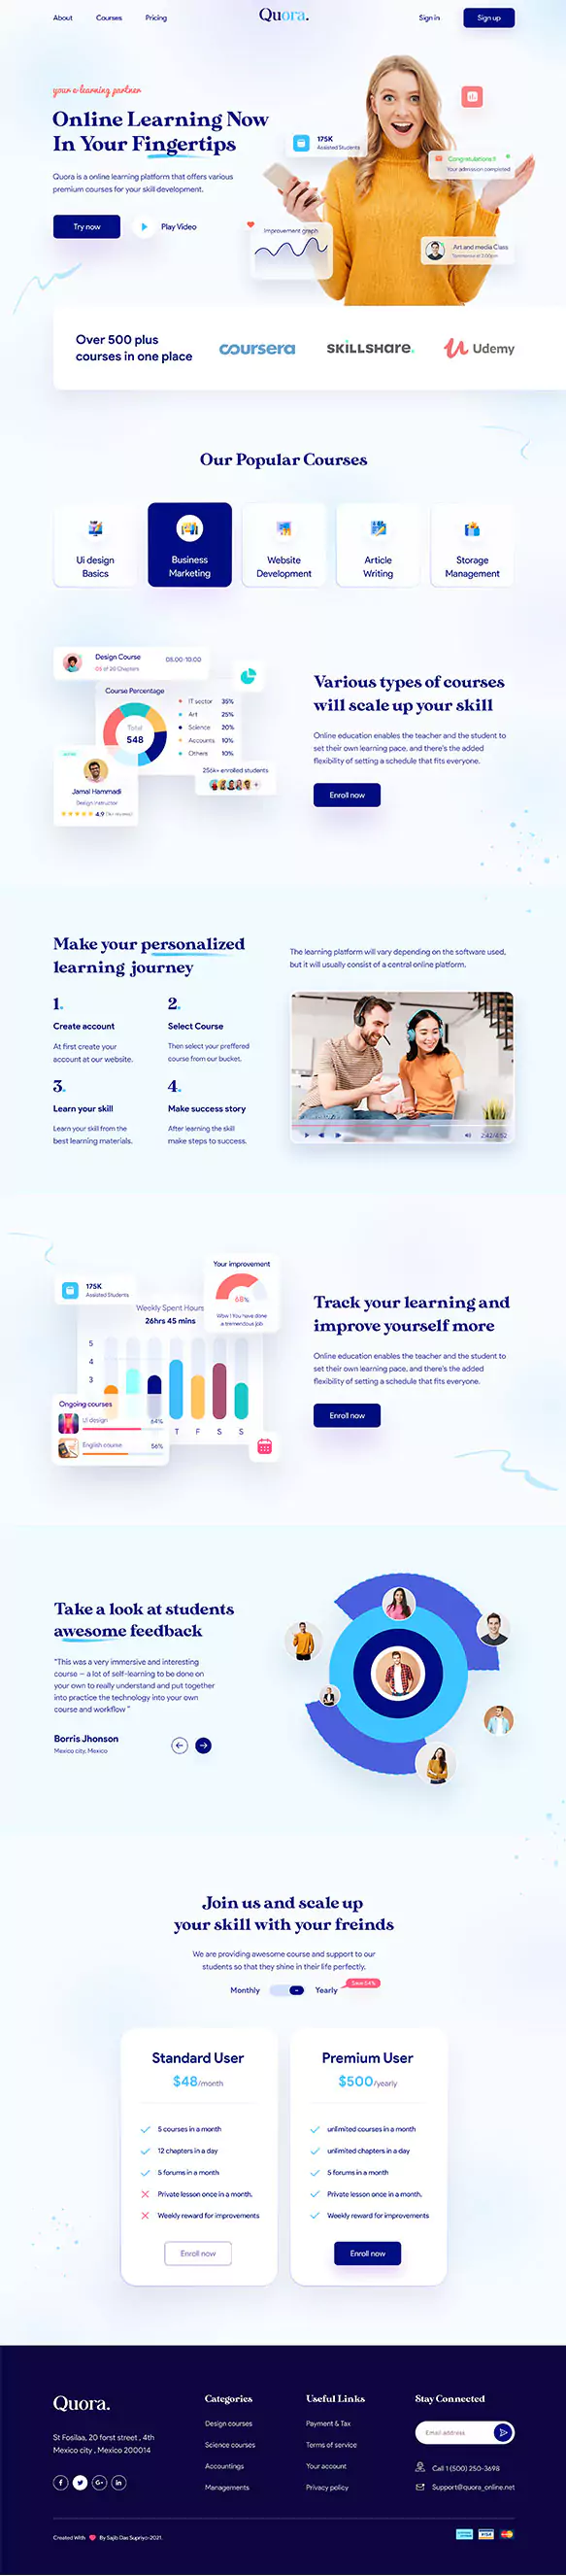 About Courses Pricing Quora. Sign in Sign up
your e-learning partner
Online Learning Now
In Your Fingertips
Quora is a online learning platform that offers various
premium courses for your skill development.
Try now Play Video
175K
Assisted Students
Congratulations !!
Your admission completed
Improvement graph
Art and media Class
Over 500 plus
courses in one place
coursera SKILLSHARE. Udemy
Our Popular Courses
Ui design
Basics
Business
Marketing
Website
Development
Article
Writing
Storage
Management
Design Course
05 of 20 Chapters
08.00-10:00
Course Percentage
Total
548
IT sector 35%
Art 25%
Science 20%
Accounts 10%
Others 10%
256k+ enrolled students
Jamal Hammadi
Design instructor
4.9
Various types of courses
will scale up your skill
Online education enables the teacher and the student to
set their own learning pace, and there's the added
flexibility of setting a schedule that fits everyone.
Enroll now
Make your personalized
learning journey
1.
Create account
At first create your
account at our website.
2.
Select Course
Then select your preffered
course from our bucket.
3.
Learn your skill
Learn your skill from the
best learning materials.
4.
Make success story
After learning the skill
make steps to success.
The learning platform will vary depending on the software used,
but it will usually consist of a central online platform.
2:42/4:52
175K
Assisted Students
Your improvement
68%
Wow ! You have done
a tremendous job
Weekly Spent Hours
26hrs 45 mins
5
4
3
T F S S
Ongoing courses
UI design 64%
English course 56%
Track your learning and
improve yourself more
Online education enables the teacher and the student to
set their own learning pace, and there's the added
flexibility of setting a schedule that fits everyone.
Enroll now
Take a look at students
awesome feedback
"This was a very immersive and interesting
course – a lot of self-learning to be done on
your own to really understand and put together
into practice the technology into your own
course and workflow "
Borris Jhonson
Mexico city, Mexico
Join us and scale up
your skill with your freinds
We are providing awesome course and support to our
students so that they shine in their life perfectly.
Monthly Yearly Save 54%
Standard User
$48/month
5 courses in a month
12 chapters in a day
5 forums in a month
Private lesson once in a month.
Weekly reward for improvements
Enroll now
Premium User
$500/yearly
unlimited courses in a month
unlimited chapters in a day
5 forums in a month
Private lesson once in a month.
Weekly reward for improvements
Enroll now
Quora.
St Fosilaa, 20 forst street , 4th
Mexico city , Mexico 200014
Categories
Design courses
Science courses
Accountings
Managements
Useful Links
Payment & Tax
Terms of service
Your account
Privacy policy
Stay Connected
Email address
Call 1 (500) 250-3698
Support@quora_online.net
Created With By Sajib Das Supriyo-2021.
VISA